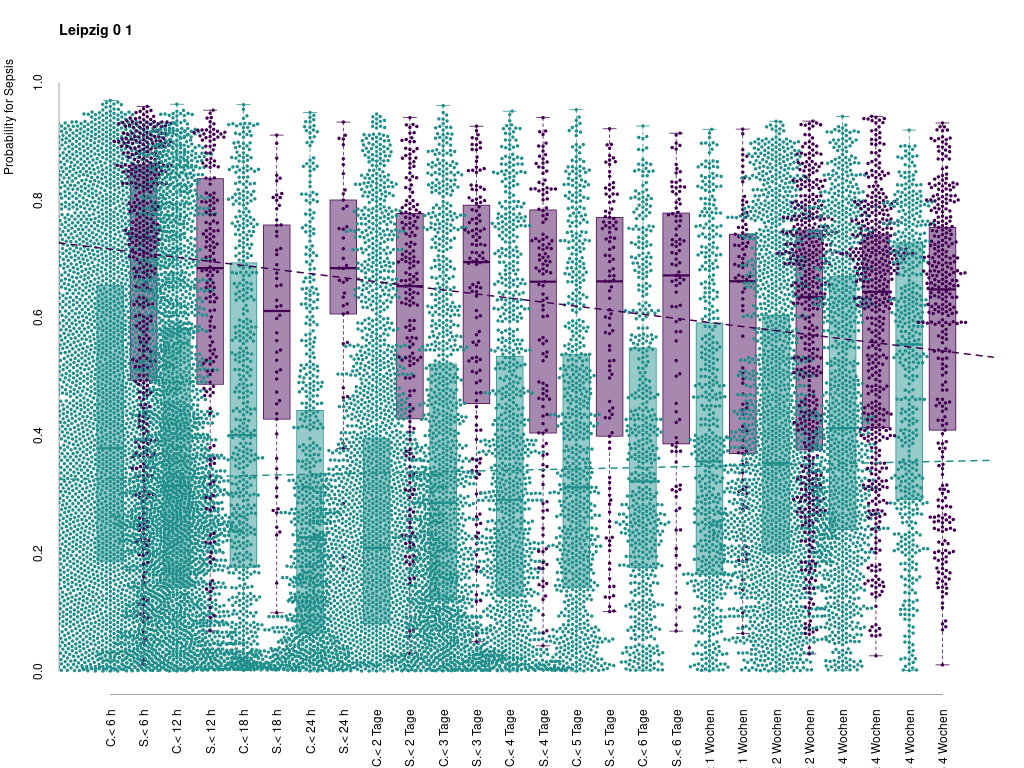 Leipzig 0 1
Probability for Sepsis
1.0
0.8
0.6
0.4
0.2
0.0
C.< 6 h
S.< 6 h
C.< 12 h
S.< 12 h
C.< 18 h
S.< 18 h
C.< 24 h
S.< 24 h
C.< 2 Tage
S.< 2 Tage
C.< 3 Tage
S.< 3 Tage
C.< 4 Tage
S.< 4 Tage
C.< 5 Tage
S.< 5 Tage
C.< 6 Tage
S.< 6 Tage
1 Wochen
1 Wochen
2 Wochen
2 Wochen
4 Wochen
4 Wochen
4 Wochen
4 Wochen